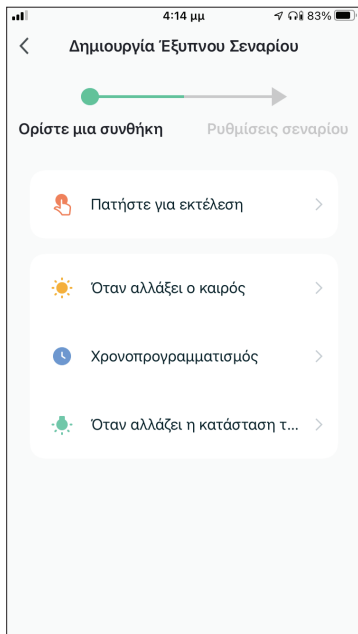 4:14 μμ 83%
Δημιουργία Έξυπνου Σεναρίου
Ορίστε μια συνθήκη Ρυθμίσεις σεναρίου
Πατήστε για εκτέλεση
Όταν αλλάξει ο καιρός
Χρονοπρογραμματισμός
Όταν αλλάζει η κατάσταση τ...